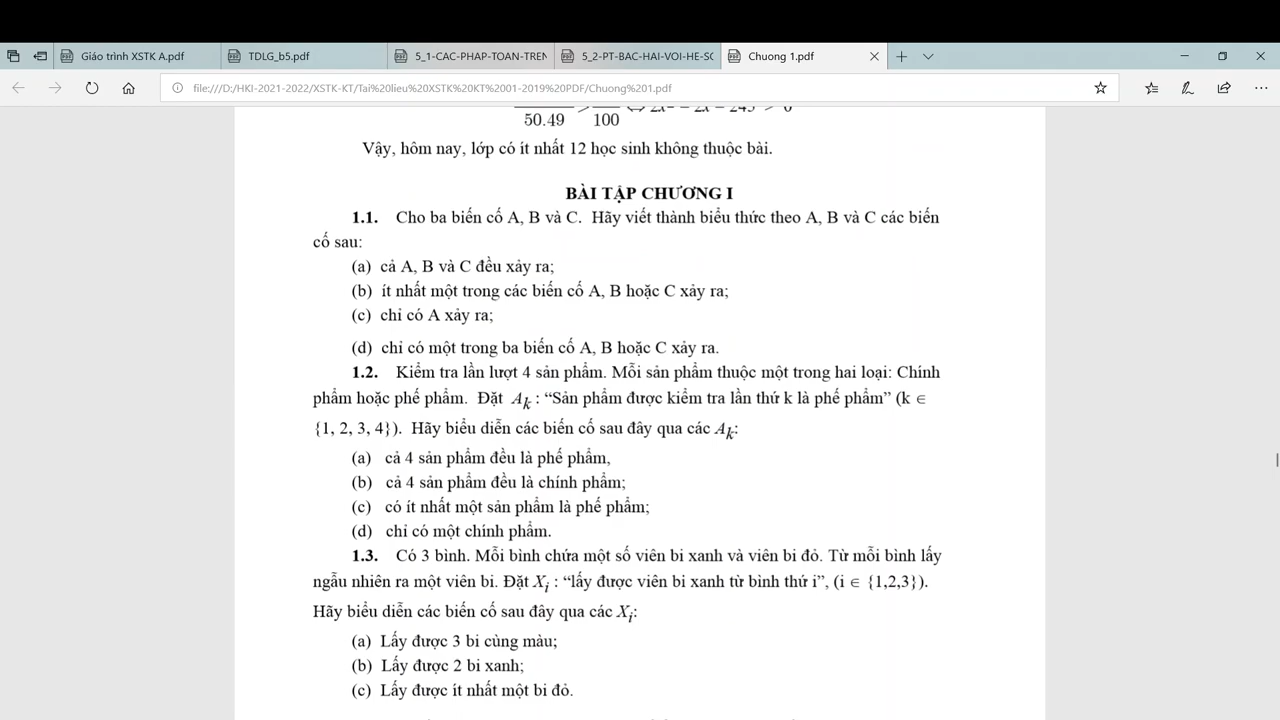 Giáo trình XSTK A.pdf
TDLG_b5.pdf
5_1-CAC-PHAP-TOAN-TREN
5_2-PT-BAC-HAI-VOI-HE-SC
Chuong 1.pdf
file:///D:/HKI-2021-2022/XSTK-KT/Tai%20lieu%20XSTK%20KT%2001-2019%20PDF/Chuong%201.pdf
50.49 100
Vậy, hôm nay, lớp có ít nhất 12 học sinh không thuộc bài.
BÀI TẬP CHƯƠNG I
1.1. Cho ba biến cố A, B và C. Hãy viết thành biểu thức theo A, B và C các biến
cố sau:
(a) cả A, B và C đều xảy ra;
(b) ít nhất một trong các biến cố A, B hoặc C xảy ra;
(c) chỉ có A xảy ra;
(d) chỉ có một trong ba biến cố A, B hoặc C xảy ra.
1.2. Kiểm tra lần lượt 4 sản phẩm. Mỗi sản phẩm thuộc một trong hai loại: Chính
phẩm hoặc phế phẩm. Đặt Ak : “Sản phẩm được kiểm tra lần thứ k là phế phẩm” (k ∈
{1, 2, 3, 4}). Hãy biểu diễn các biến cố sau đây qua các Ak:
(a) cả 4 sản phẩm đều là phế phẩm,
(b) cả 4 sản phẩm đều là chính phẩm;
(c) có ít nhất một sản phẩm là phế phẩm;
(d) chỉ có một chính phẩm.
1.3. Có 3 bình. Mỗi bình chứa một số viên bi xanh và viên bi đỏ. Từ mỗi bình lấy
ngẫu nhiên ra một viên bi. Đặt Xi : “lấy được viên bi xanh từ bình thứ i”, (i ∈ {1,2,3}).
Hãy biểu diễn các biến cố sau đây qua các Xi:
(a) Lấy được 3 bi cùng màu;
(b) Lấy được 2 bi xanh;
(c) Lấy được ít nhất một bi đỏ.